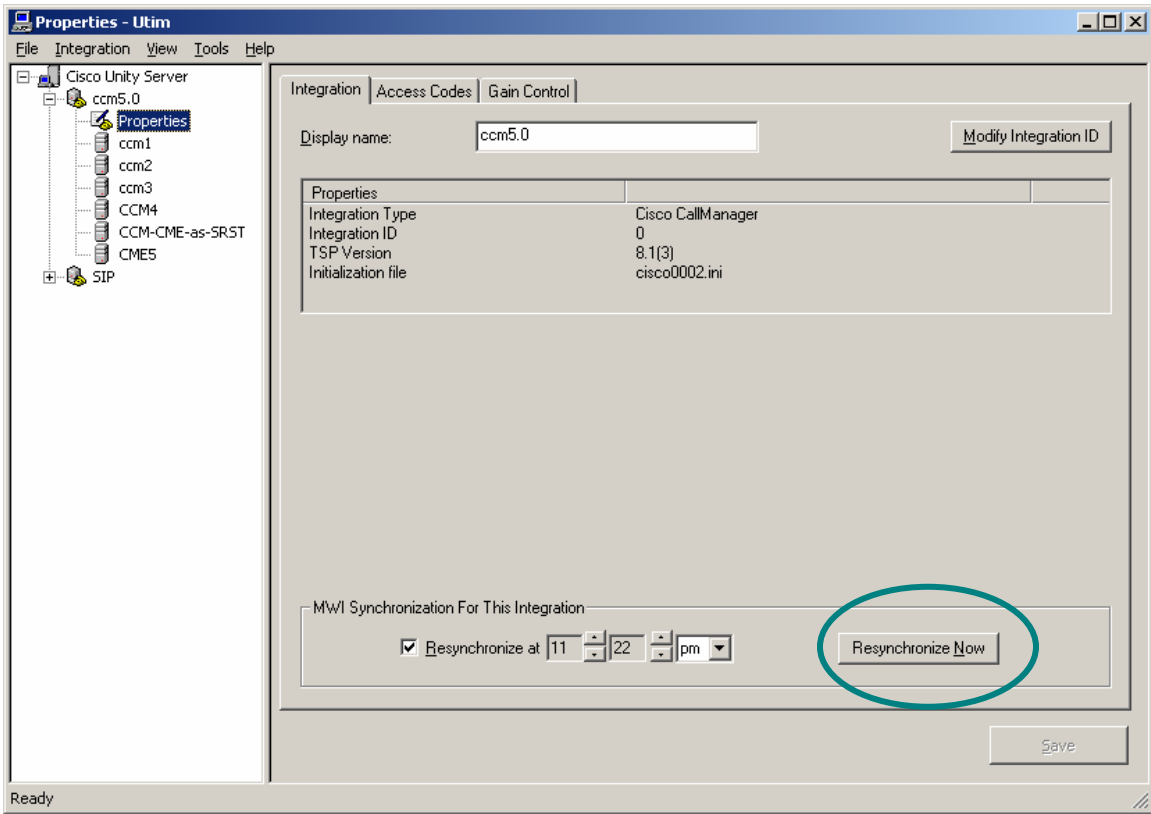 Properties - Utim
File Integration View Tools Help
Cisco Unity Server
ccm5.0
Properties
ccm1
ccm2
ccm3
CCM4
CCM-CME-as-SRST
CME5
SIP
Integration Access Codes Gain Control
Display name: ccm5.0 Modify Integration ID
Properties
Integration Type Cisco CallManager
Integration ID 0
TSP Version 8.1(3)
Initialization file cisco0002.ini
MWI Synchronization For This Integration
Resynchronize at 11 22 pm Resynchronize Now
Save
Ready